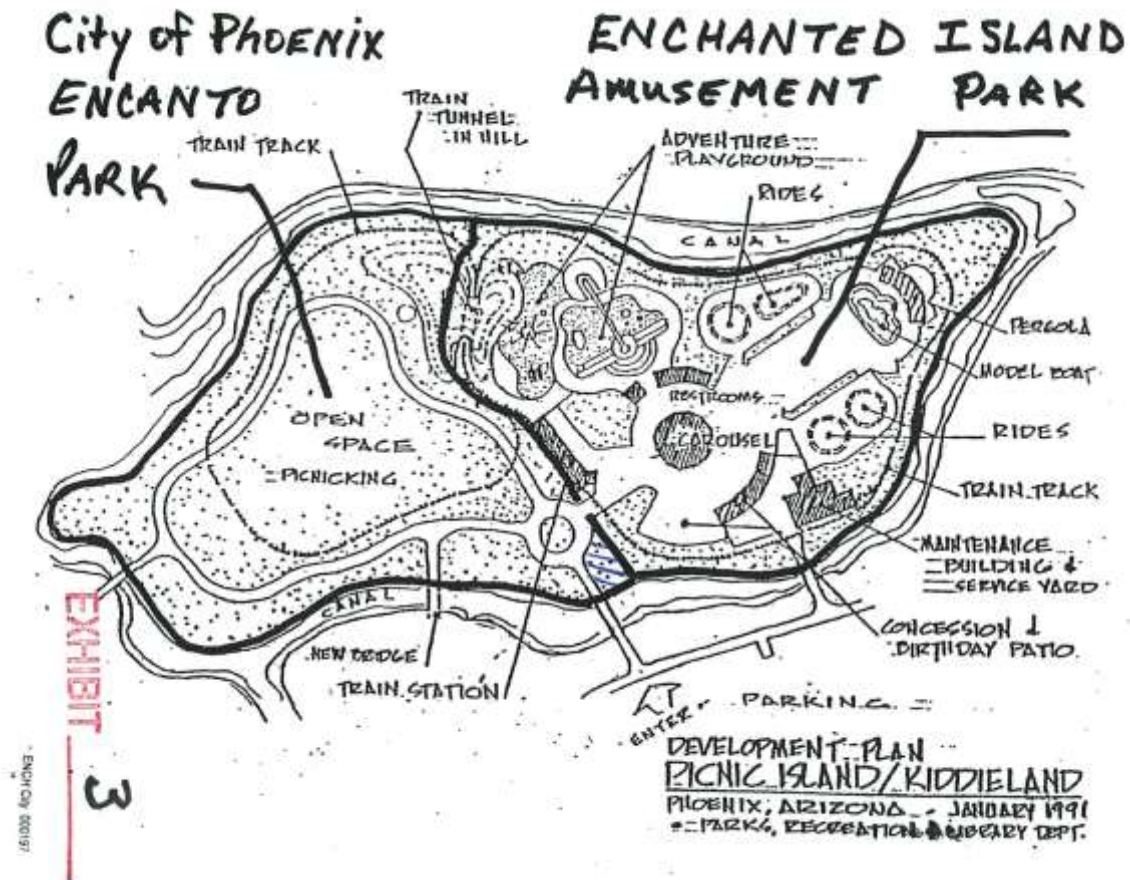 City of Phoenix
ENCANTO
PARK
ENCHANTED ISLAND
AMUSEMENT PARK
TRAIN TRACK
TRAIN
TUNNEL
IN HILL
ADVENTURE
PLAYGROUND
RIDES
CANAL
PERGOLA
MODEL BOAT
RESTROOMS
CAROUSEL
RIDES
OPEN
SPACE
PICNICKING
TRAIN TRACK
MAINTENANCE
BUILDING &
SERVICE YARD
CANAL
CONCESSION &
BIRTHDAY PATIO
NEW BRIDGE
TRAIN STATION
ENTER
PARKING
DEVELOPMENT PLAN
PICNIC ISLAND/KIDDIELAND
PHOENIX, ARIZONA - JANUARY 1991
PARKS, RECREATION & LIBRARY DEPT.
EXHIBIT 3
ENCH City 000197